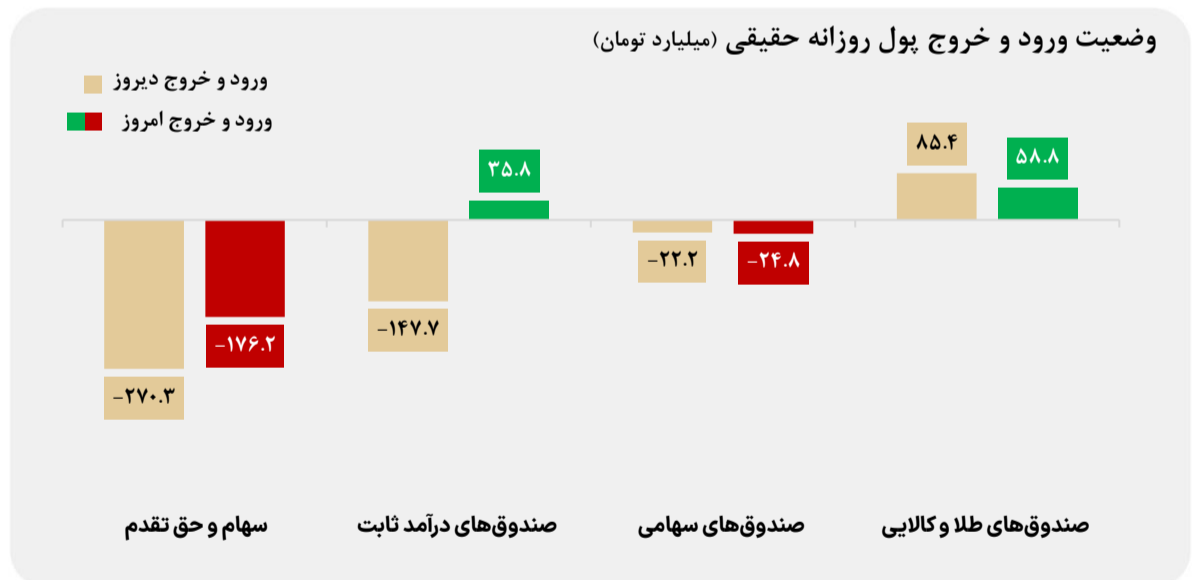 وضعیت ورود و خروج پول روزانه حقیقی (میلیارد تومان)
ورود و خروج دیروز
ورود و خروج امروز
۸۵.۴
۵۸.۸
۳۵.۸
−۲۲.۲
−۲۴.۸
−۱۴۷.۷
−۱۷۶.۲
−۲۷۰.۳
صندوق‌های طلا و کالایی
صندوق‌های سهامی
صندوق‌های درآمد ثابت
سهام و حق تقدم